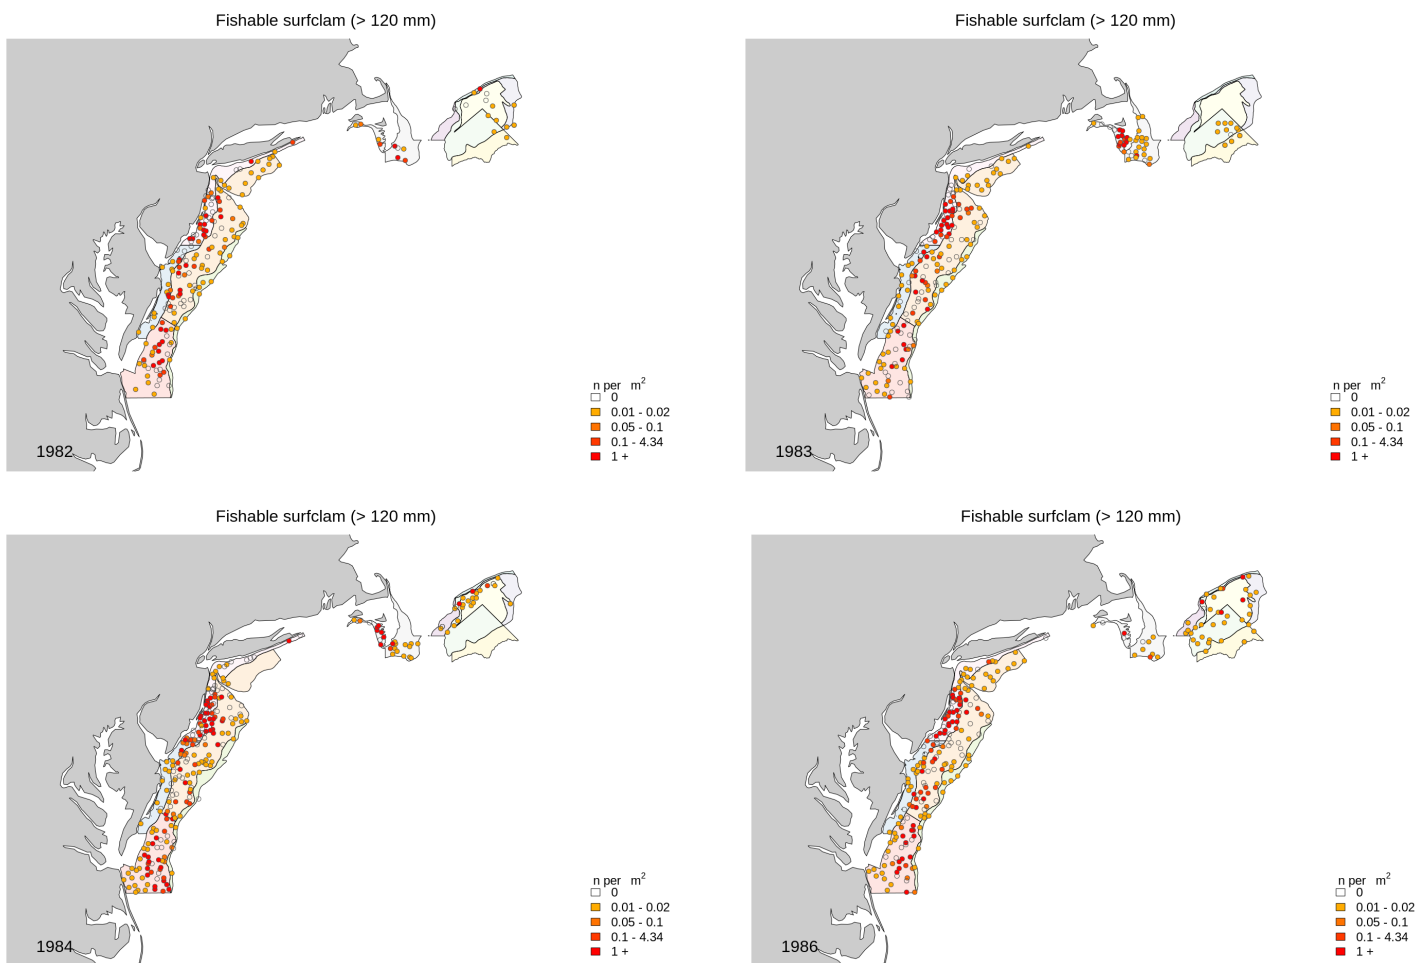 Fishable surfclam (> 120 mm)
n per m2
0
0.01 - 0.02
0.05 - 0.1
0.1 - 4.34
1 +
1982
Fishable surfclam (> 120 mm)
n per m2
0
0.01 - 0.02
0.05 - 0.1
0.1 - 4.34
1 +
1983
Fishable surfclam (> 120 mm)
n per m2
0
0.01 - 0.02
0.05 - 0.1
0.1 - 4.34
1 +
1984
Fishable surfclam (> 120 mm)
n per m2
0
0.01 - 0.02
0.05 - 0.1
0.1 - 4.34
1 +
1986